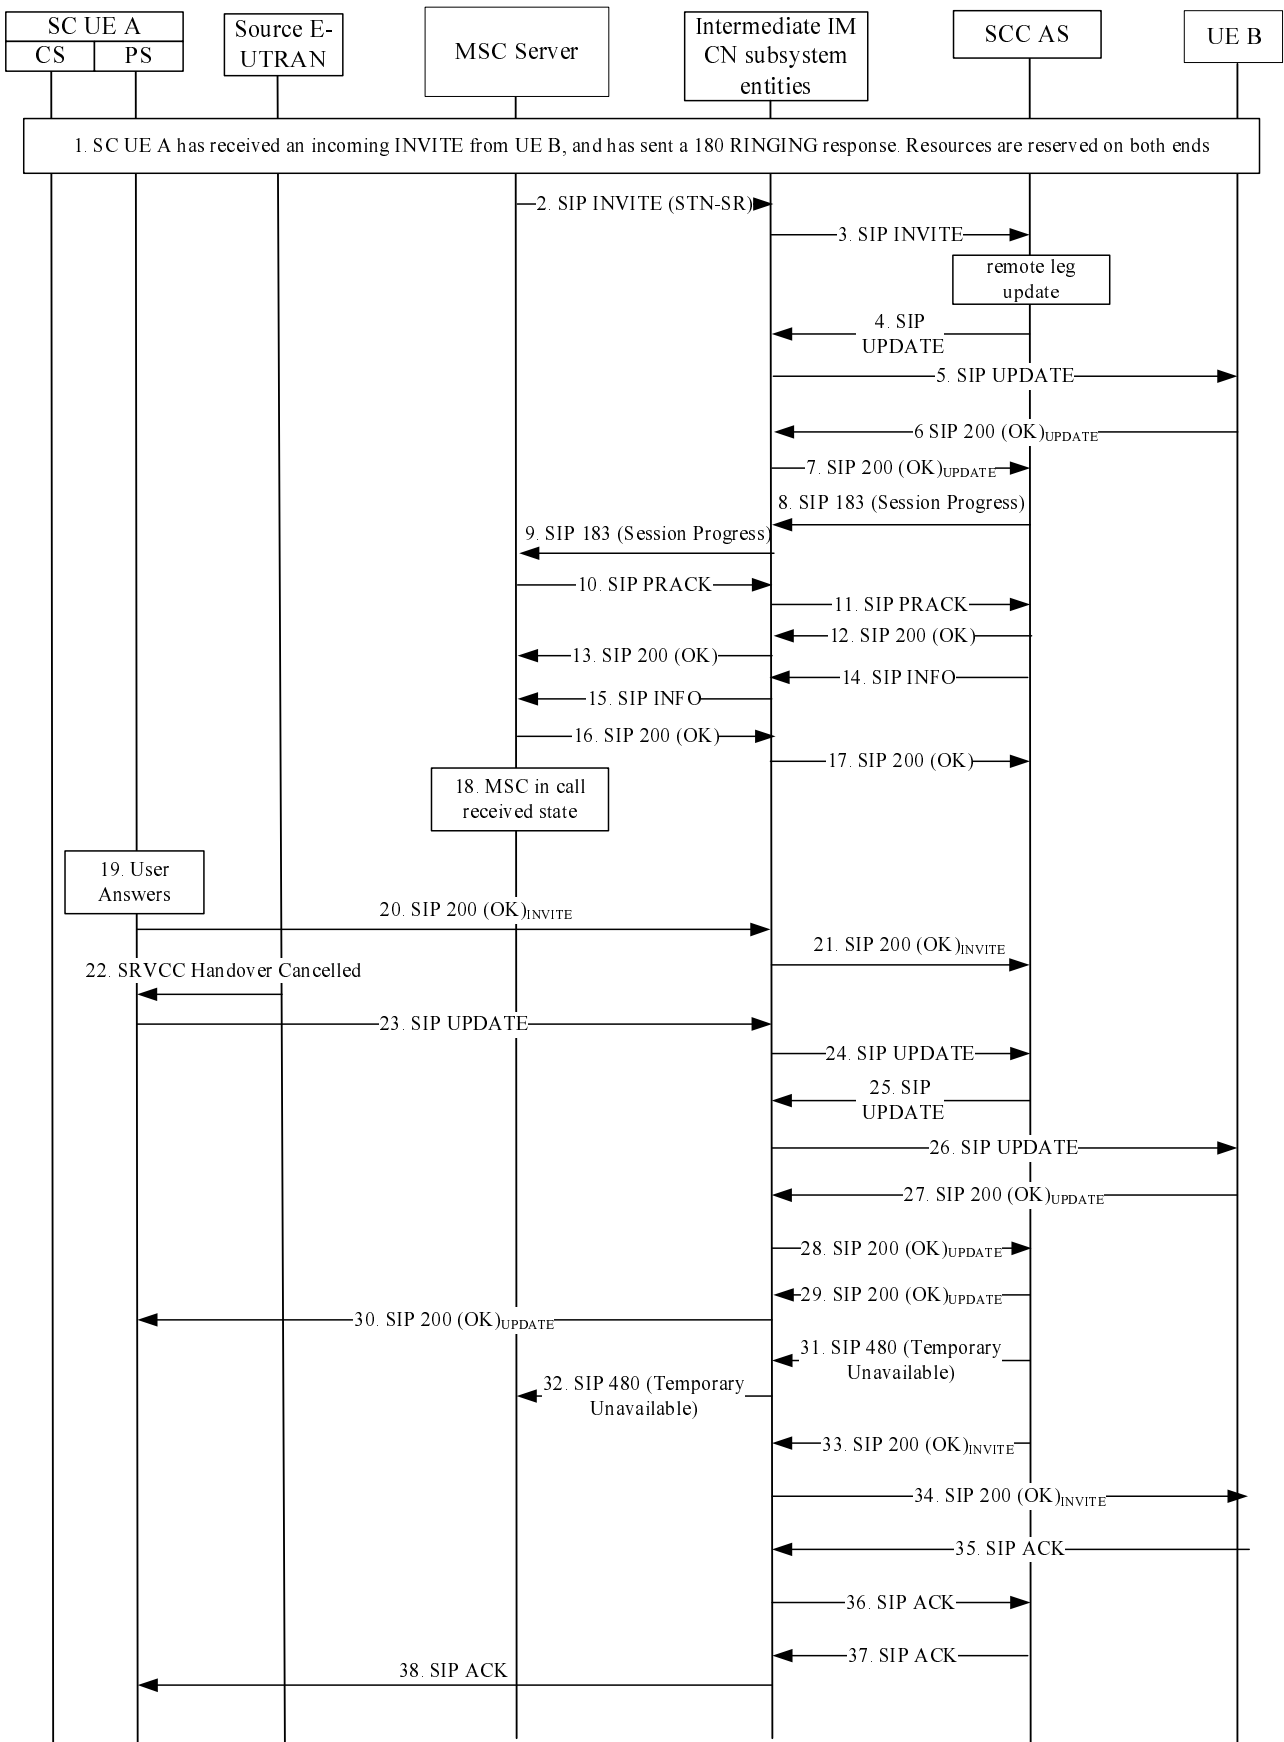 SC UE A
CS
PS
Source E-
UTRAN
MSC Server
Intermediate IM
CN subsystem
entities
SCC AS
UE B
1. SC UE A has received an incoming INVITE from UE B, and has sent a 180 RINGING response. Resources are reserved on both ends
2. SIP INVITE (STN-SR)
3. SIP INVITE
remote leg
update
4. SIP
UPDATE
5. SIP UPDATE
6 SIP 200 (OK)UPDATE
7. SIP 200 (OK)UPDATE
8. SIP 183 (Session Progress)
9. SIP 183 (Session Progress)
10. SIP PRACK
11. SIP PRACK
12. SIP 200 (OK)
13. SIP 200 (OK)
14. SIP INFO
15. SIP INFO
16. SIP 200 (OK)
17. SIP 200 (OK)
18. MSC in call
received state
19. User
Answers
20. SIP 200 (OK)INVITE
21. SIP 200 (OK)INVITE
22. SRVCC Handover Cancelled
23. SIP UPDATE
24. SIP UPDATE
25. SIP
UPDATE
26. SIP UPDATE
27. SIP 200 (OK)UPDATE
28. SIP 200 (OK)UPDATE
29. SIP 200 (OK)UPDATE
30. SIP 200 (OK)UPDATE
31. SIP 480 (Temporary
Unavailable)
32. SIP 480 (Temporary
Unavailable)
33. SIP 200 (OK)INVITE
34. SIP 200 (OK)INVITE
35. SIP ACK
36. SIP ACK
37. SIP ACK
38. SIP ACK